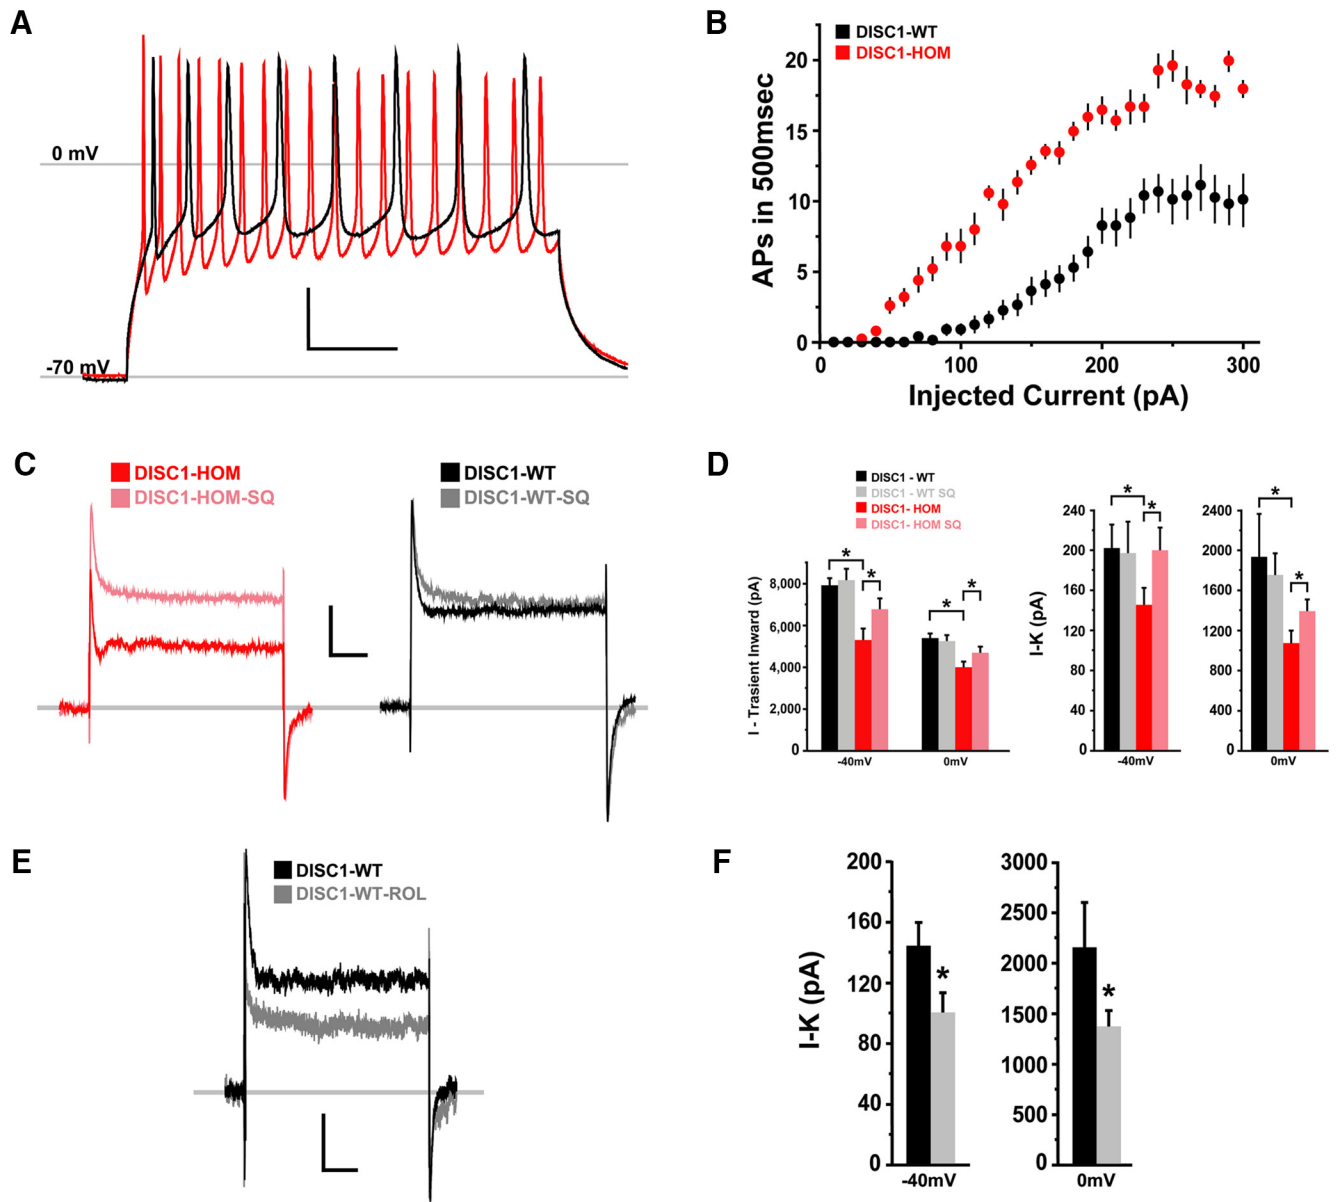 A
0 mV
-70 mV
B
DISC1-WT
DISC1-HOM
APs in 500msec
20
15
10
5
0
0
100
200
300
Injected Current (pA)
C
DISC1-HOM
DISC1-HOM-SQ
DISC1-WT
DISC1-WT-SQ
D
DISC1 - WT
DISC1 - WT SQ
DISC1- HOM
DISC1- HOM SQ
I - Trasient Inward (pA)
8,000
6,000
4,000
2,000
0
* * * *
-40mV 0mV
I-K (pA)
240
200
160
120
80
40
0
* *
-40mV
2400
2000
1600
1200
800
400
0
* *
0mV
E
DISC1-WT
DISC1-WT-ROL
F
I-K (pA)
200
160
120
80
40
0
*
-40mV
3000
2500
2000
1500
1000
500
0
*
0mV